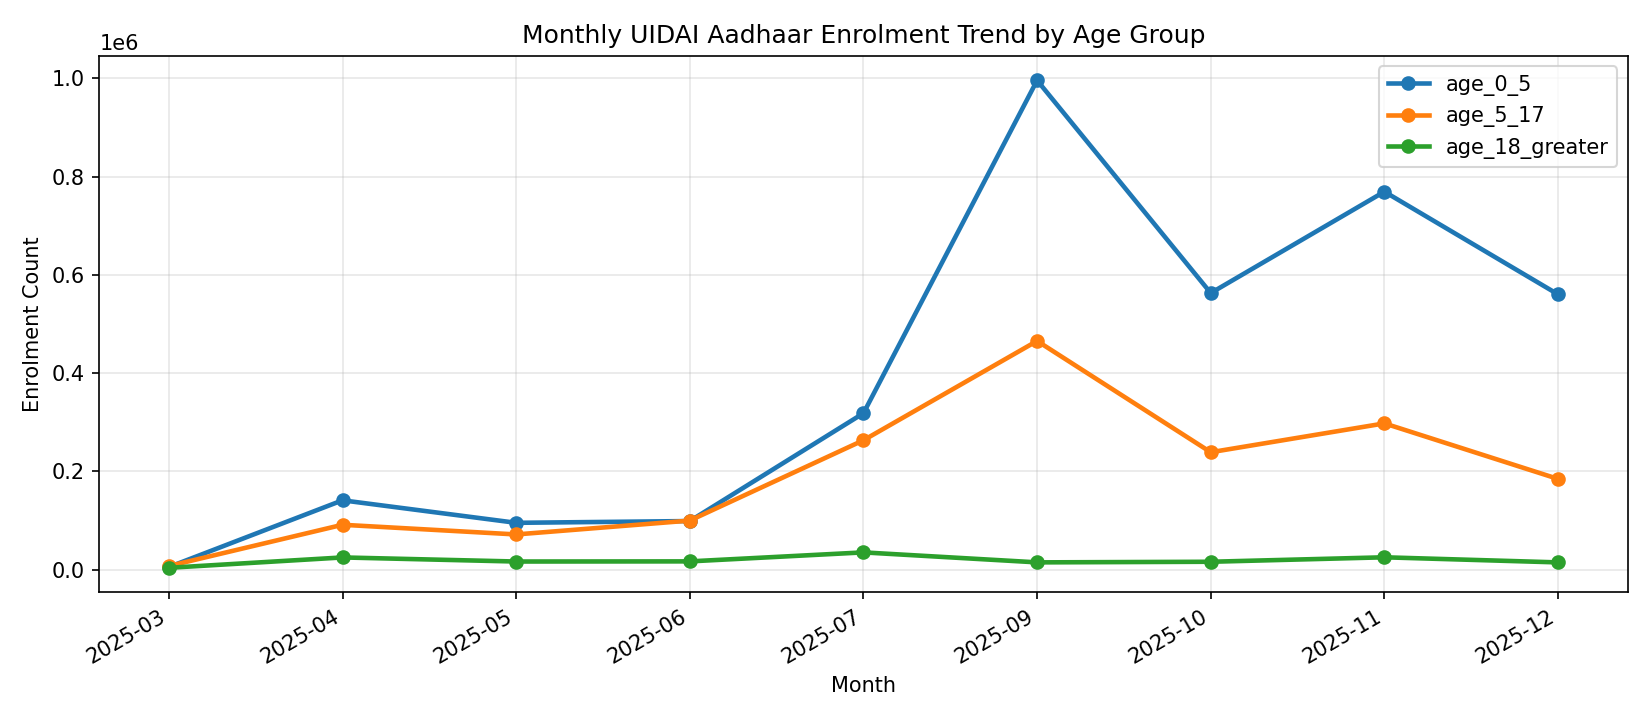 Monthly UIDAI Aadhaar Enrolment Trend by Age Group
1e6
1.0
0.8
0.6
0.4
0.2
0.0
Enrolment Count
age_0_5
age_5_17
age_18_greater
2025-03
2025-04
2025-05
2025-06
2025-07
2025-09
2025-10
2025-11
2025-12
Month